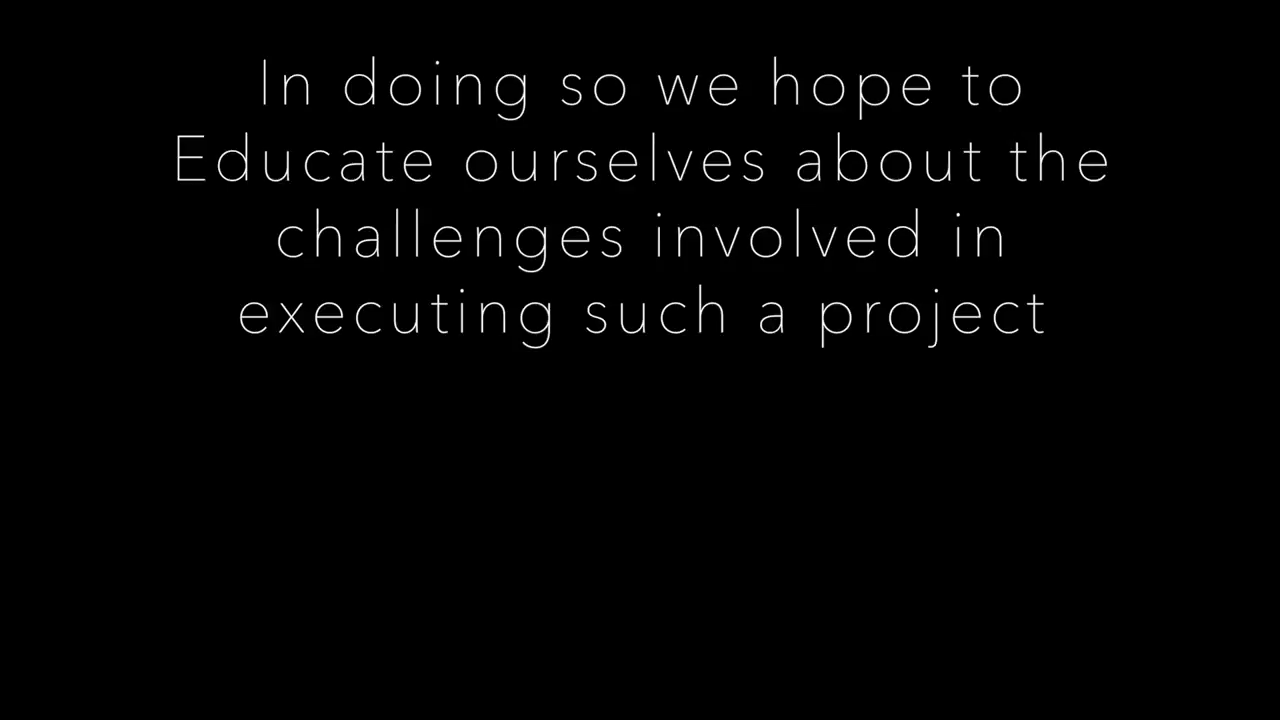 In doing so we hope to
Educate ourselves about the
challenges involved in
executing such a project